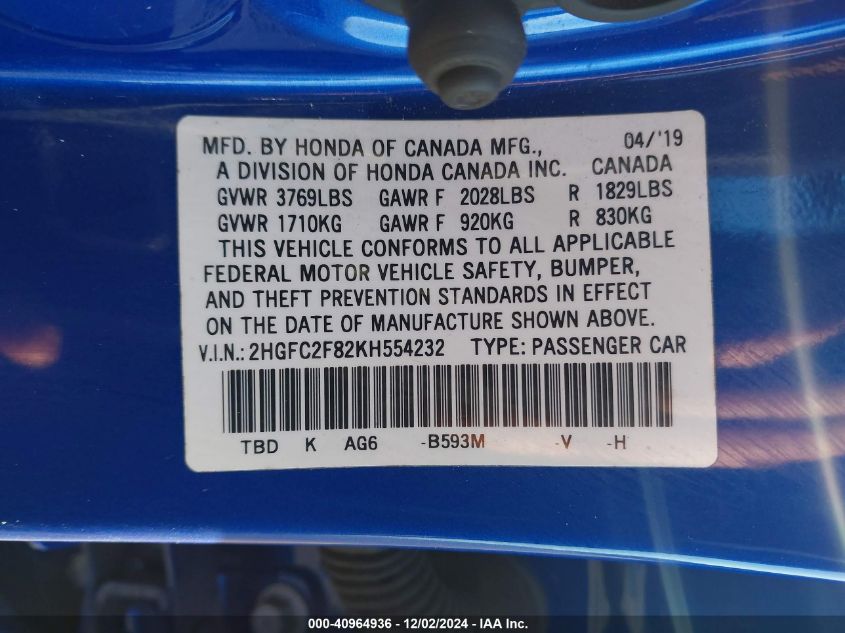 MFD. BY HONDA OF CANADA MFG., 04/'19
A DIVISION OF HONDA CANADA INC. CANADA
GVWR 3769LBS GAWR F 2028LBS R 1829LBS
GVWR 1710KG GAWR F 920KG R 830KG
THIS VEHICLE CONFORMS TO ALL APPLICABLE
FEDERAL MOTOR VEHICLE SAFETY, BUMPER,
AND THEFT PREVENTION STANDARDS IN EFFECT
ON THE DATE OF MANUFACTURE SHOWN ABOVE.
V.I.N.: 2HGFC2F82KH554232 TYPE: PASSENGER CAR
TBD K AG6 -B593M -V -H
000-40964936 - 12/02/2024 - IAA Inc.